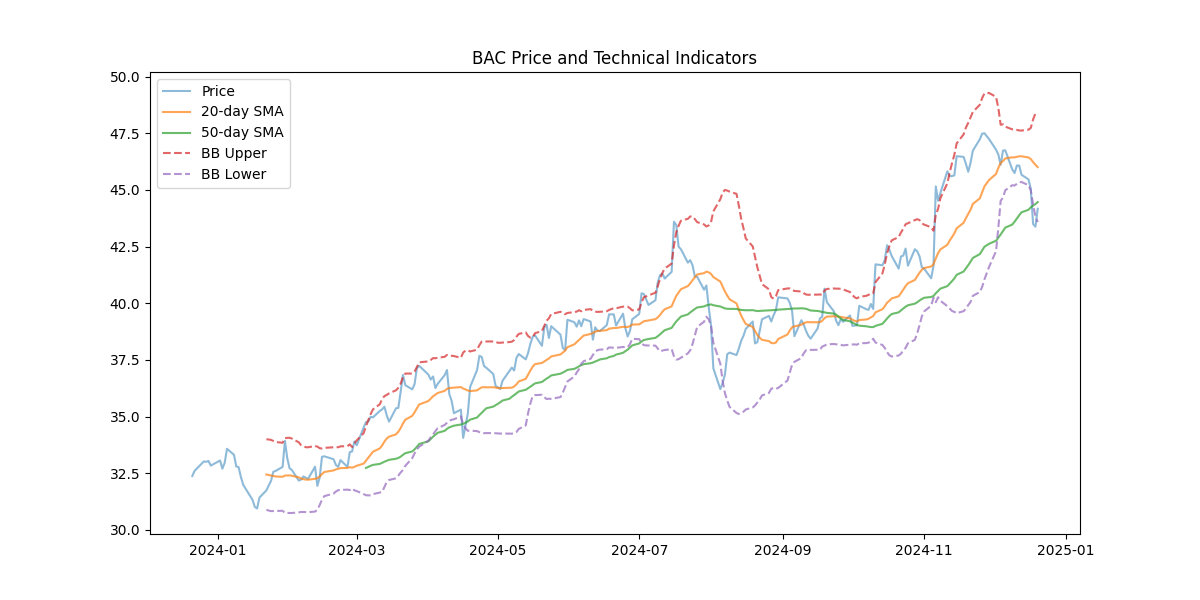 BAC Price and Technical Indicators
Price
20-day SMA
50-day SMA
BB Upper
BB Lower
50.0
47.5
45.0
42.5
40.0
37.5
35.0
32.5
30.0
2024-01
2024-03
2024-05
2024-07
2024-09
2024-11
2025-01